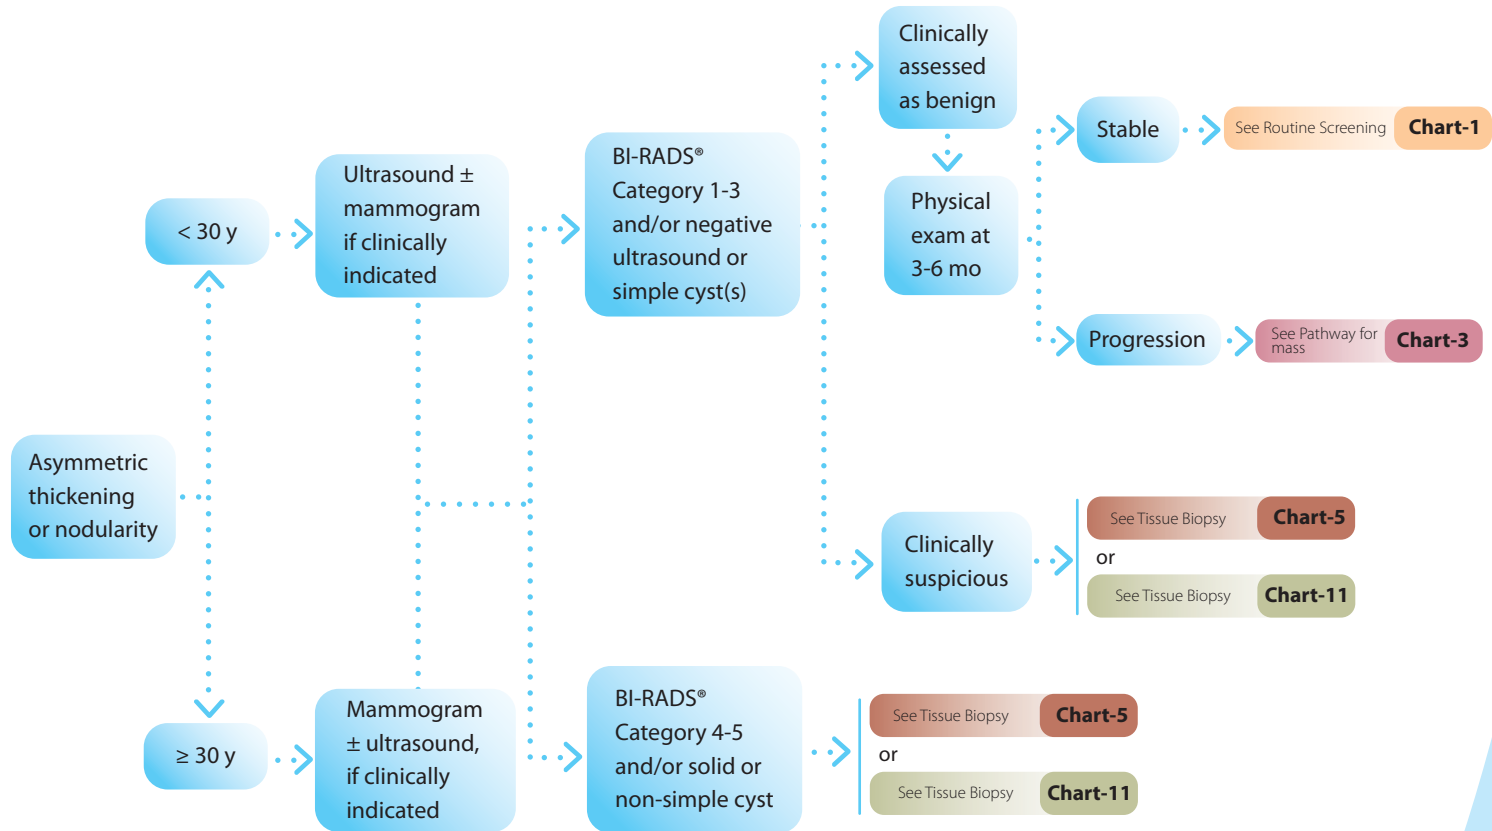 Asymmetric
thickening
or nodularity
< 30 y
Ultrasound ±
mammogram
if clinically
indicated
≥ 30 y
Mammogram
± ultrasound,
if clinically
indicated
BI-RADS®
Category 1-3
and/or negative
ultrasound or
simple cyst(s)
Clinically
assessed
as benign
Physical
exam at
3-6 mo
Stable
See Routine Screening Chart-1
Progression
See Pathway for
mass
Chart-3
Clinically
suspicious
See Tissue Biopsy Chart-5
or
See Tissue Biopsy Chart-11
BI-RADS®
Category 4-5
and/or solid or
non-simple cyst
See Tissue Biopsy Chart-5
or
See Tissue Biopsy Chart-11